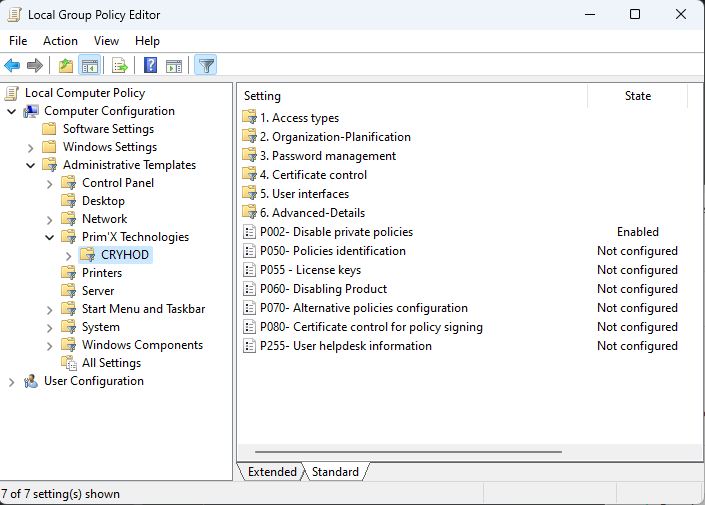 Local Group Policy Editor
File Action View Help
Local Computer Policy
Computer Configuration
Software Settings
Windows Settings
Administrative Templates
Control Panel
Desktop
Network
Prim'X Technologies
CRYHOD
Printers
Server
Start Menu and Taskbar
System
Windows Components
All Settings
User Configuration
Setting State
1. Access types
2. Organization-Planification
3. Password management
4. Certificate control
5. User interfaces
6. Advanced-Details
P002- Disable private policies Enabled
P050- Policies identification Not configured
P055 - License keys Not configured
P060- Disabling Product Not configured
P070- Alternative policies configuration Not configured
P080- Certificate control for policy signing Not configured
P255- User helpdesk information Not configured
Extended Standard
7 of 7 setting(s) shown